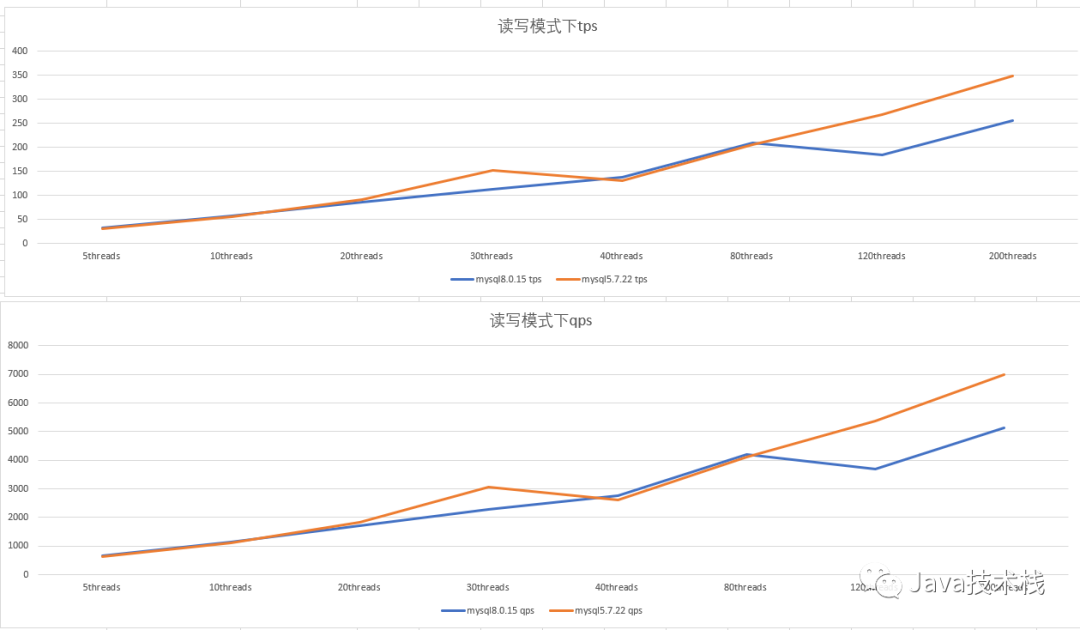 读写模式下tps
400
350
300
250
200
150
100
50
0
5threads 10threads 20threads 30threads 40threads 80threads 120threads 200threads
mysql8.0.15 tps mysql5.7.22 tps
读写模式下qps
8000
7000
6000
5000
4000
3000
2000
1000
0
5threads 10threads 20threads 30threads 40threads 80threads
mysql8.0.15 qps mysql5.7.22 qps
Java技术栈